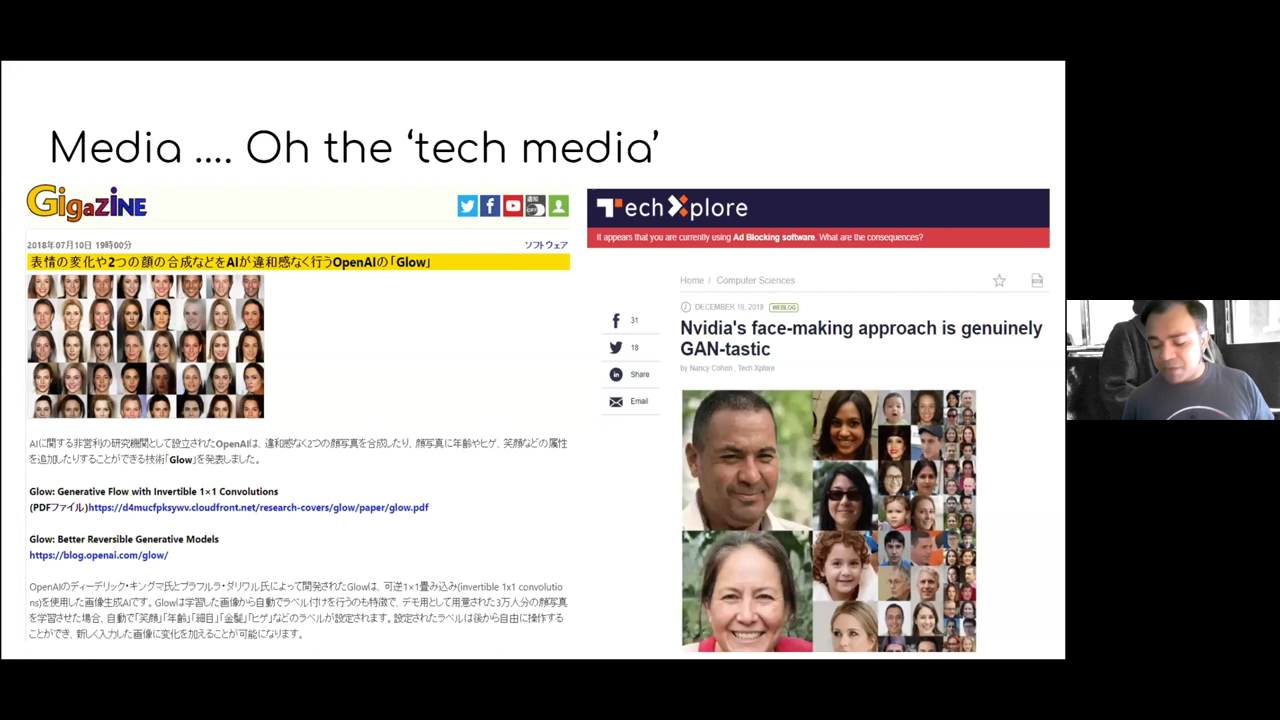 Media .... Oh the ‘tech media’
GigaZiNE
2018年07月10日 19時00分
ソフトウェア
表情の変化や2つの顔の合成などをAIが違和感なく行うOpenAIの「Glow」
AIに関する非営利の研究機関として設立されたOpenAIは、違和感なく2つの顔写真を合成したり、顔写真に年齢やヒゲ、笑顔などの属性
を追加したりすることができる技術「Glow」を発表しました。
Glow: Generative Flow with Invertible 1×1 Convolutions
(PDFファイル)https://d4mucfpksywv.cloudfront.net/research-covers/glow/paper/glow.pdf
Glow: Better Reversible Generative Models
https://blog.openai.com/glow/
OpenAIのディーデリック・キングマ氏とプラフルラ・ダリワル氏によって開発されたGlowは、可逆1×1畳み込み(invertible 1x1 convolutio
ns)を使用した画像生成AIです。Glowは学習した画像から自動でラベル付けを行うのも特徴で、デモ用として用意された3万人分の顔写真
を学習させた場合、自動で「笑顔」「年齢」「細目」「金髪」「ヒゲ」などのラベルが設定されます。設定されたラベルは後から自由に操作する
ことができ、新しく入力した画像に変化を加えることが可能になります。
TechXplore
It appears that you are currently using Ad Blocking software. What are the consequences?
Home / Computer Sciences
DECEMBER 19, 2018 WEBLOG
Nvidia's face-making approach is genuinely
GAN-tastic
by Nancy Cohen , Tech Xplore
31
18
Share
Email